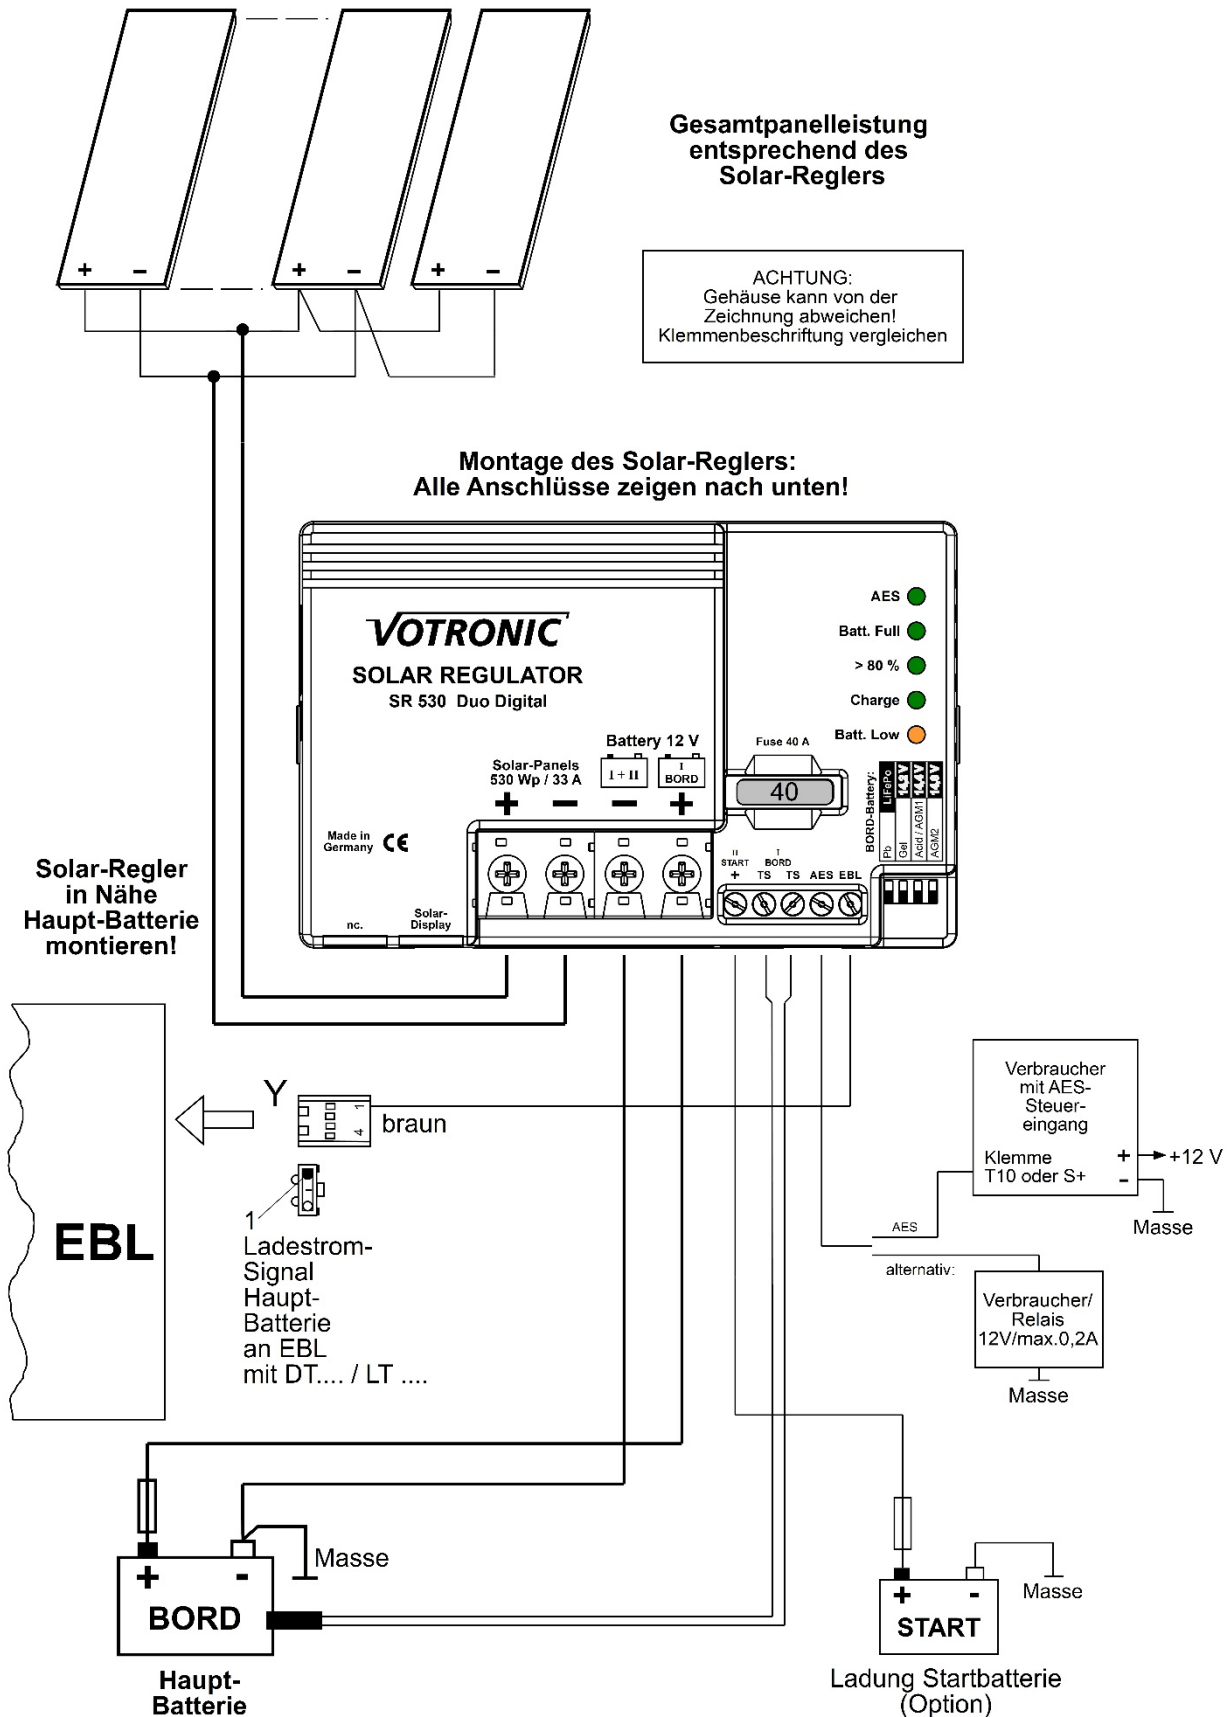 + − + − + −
Gesamtpanelleistung
entsprechend des
Solar-Reglers
ACHTUNG:
Gehäuse kann von der
Zeichnung abweichen!
Klemmenbeschriftung vergleichen
Montage des Solar-Reglers:
Alle Anschlüsse zeigen nach unten!
VOTRONIC
SOLAR REGULATOR
SR 530 Duo Digital
AES
Batt. Full
> 80 %
Charge
Batt. Low
Battery 12 V
Solar-Panels
530 Wp / 33 A
I + II
I
BORD
+ − − +
Fuse 40 A
40
BORD-Battery:
LiFePo
Pb
Gel
Acid / AGM1
AGM2
Made in
Germany CE
II
START
+
I
BORD
TS TS AES EBL
nc.
Solar-
Display
Solar-Regler
in Nähe
Haupt-Batterie
montieren!
EBL
Y
1
4
braun
1
Ladestrom-
Signal
Haupt-
Batterie
an EBL
mit DT.... / LT ....
Verbraucher
mit AES-
Steuer-
eingang
Klemme
T10 oder S+
+
-
+12 V
Masse
AES
alternativ:
Verbraucher/
Relais
12V/max.0,2A
Masse
+ -
BORD
Masse
Haupt-
Batterie
+ -
START
Masse
Ladung Startbatterie
(Option)